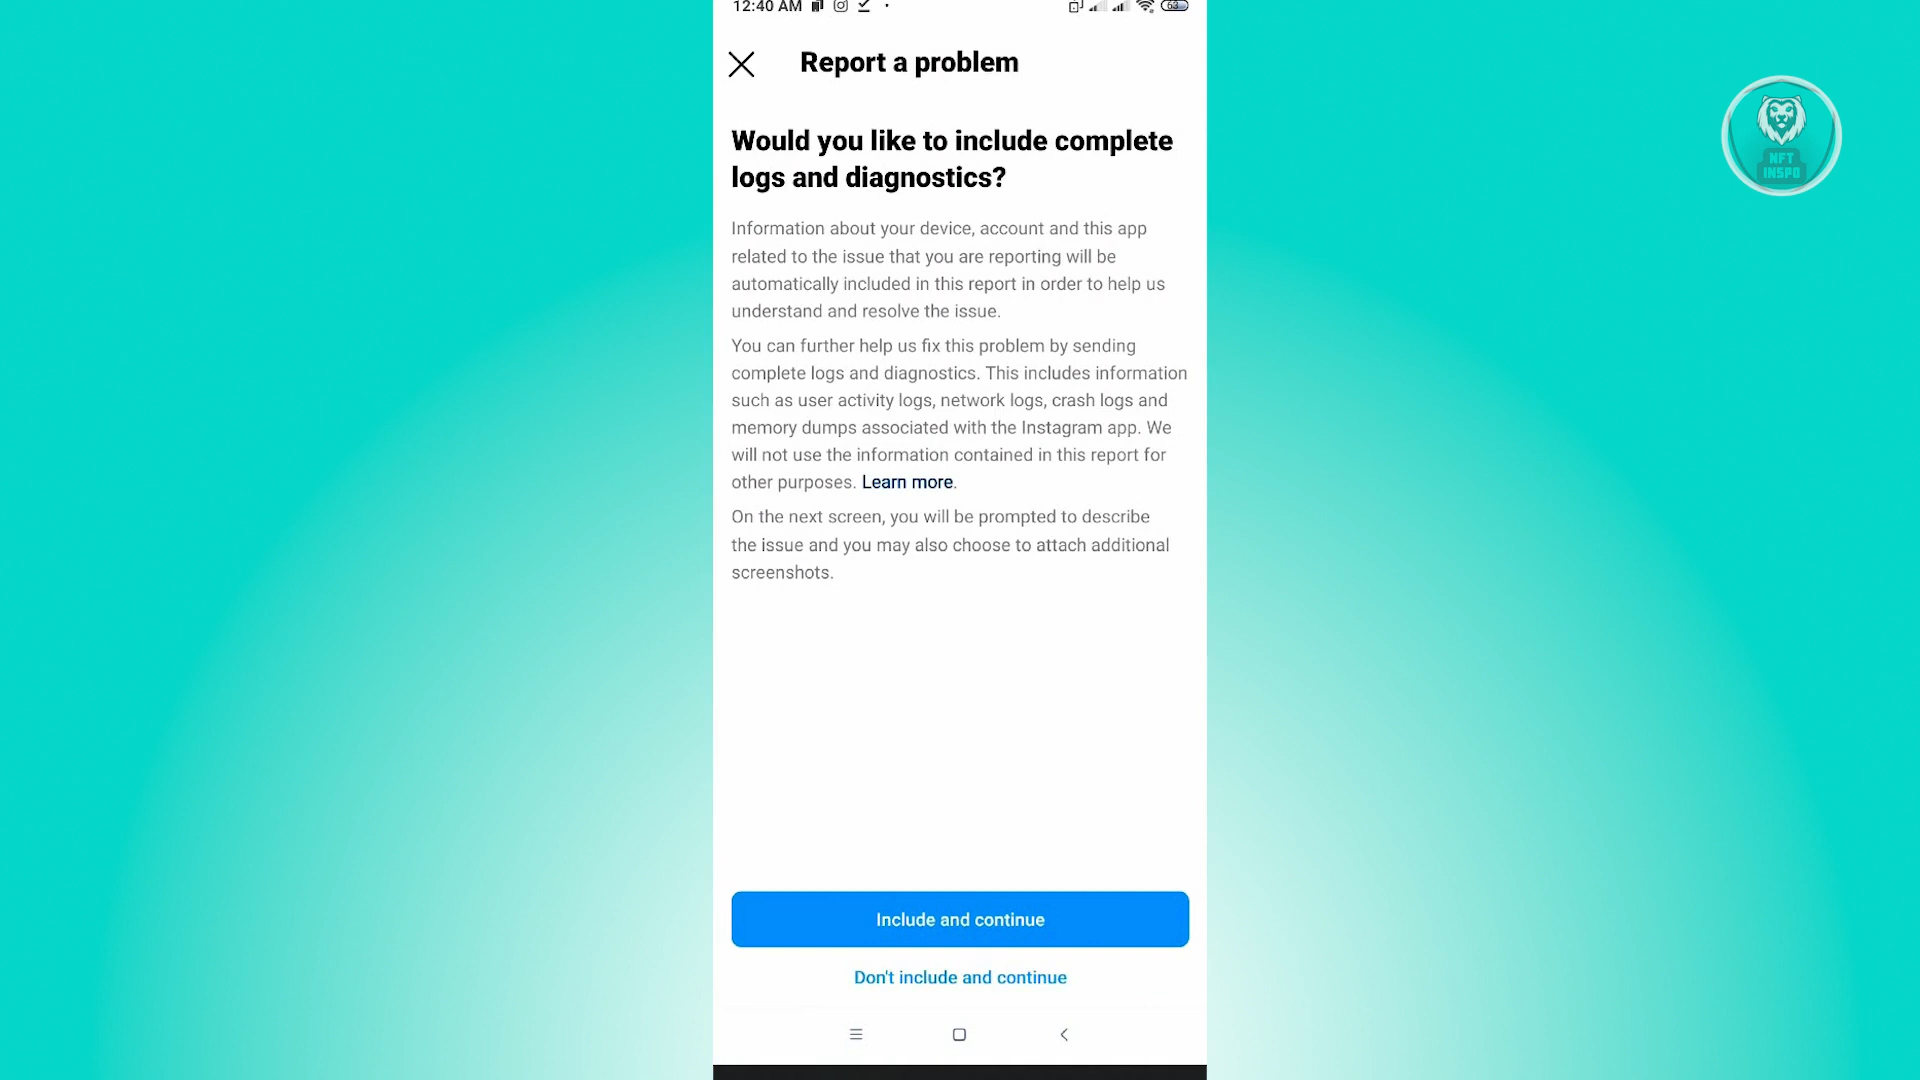 12:40 AM
63
Report a problem
Would you like to include complete
logs and diagnostics?
Information about your device, account and this app
related to the issue that you are reporting will be
automatically included in this report in order to help us
understand and resolve the issue.
You can further help us fix this problem by sending
complete logs and diagnostics. This includes information
such as user activity logs, network logs, crash logs and
memory dumps associated with the Instagram app. We
will not use the information contained in this report for
other purposes. Learn more.
On the next screen, you will be prompted to describe
the issue and you may also choose to attach additional
screenshots.
Include and continue
Don't include and continue
NFT
INSPO